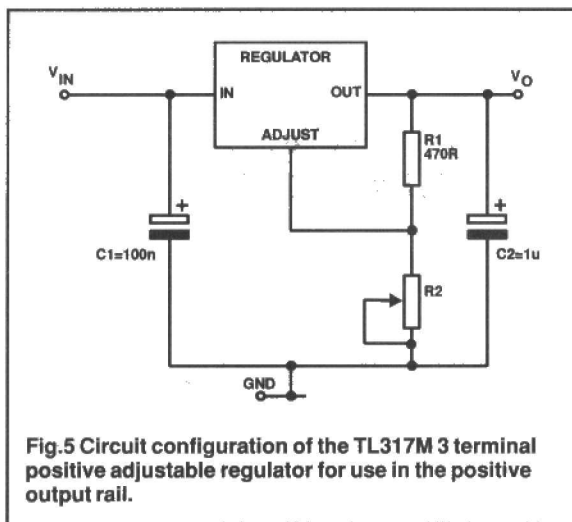 REGULATOR
VIN
IN
OUT
VO
ADJUST
R1
470R
+
+
C1=100n
C2=1u
R2
GND
Fig.5 Circuit configuration of the TL317M 3 terminal
positive adjustable regulator for use in the positive
output rail.